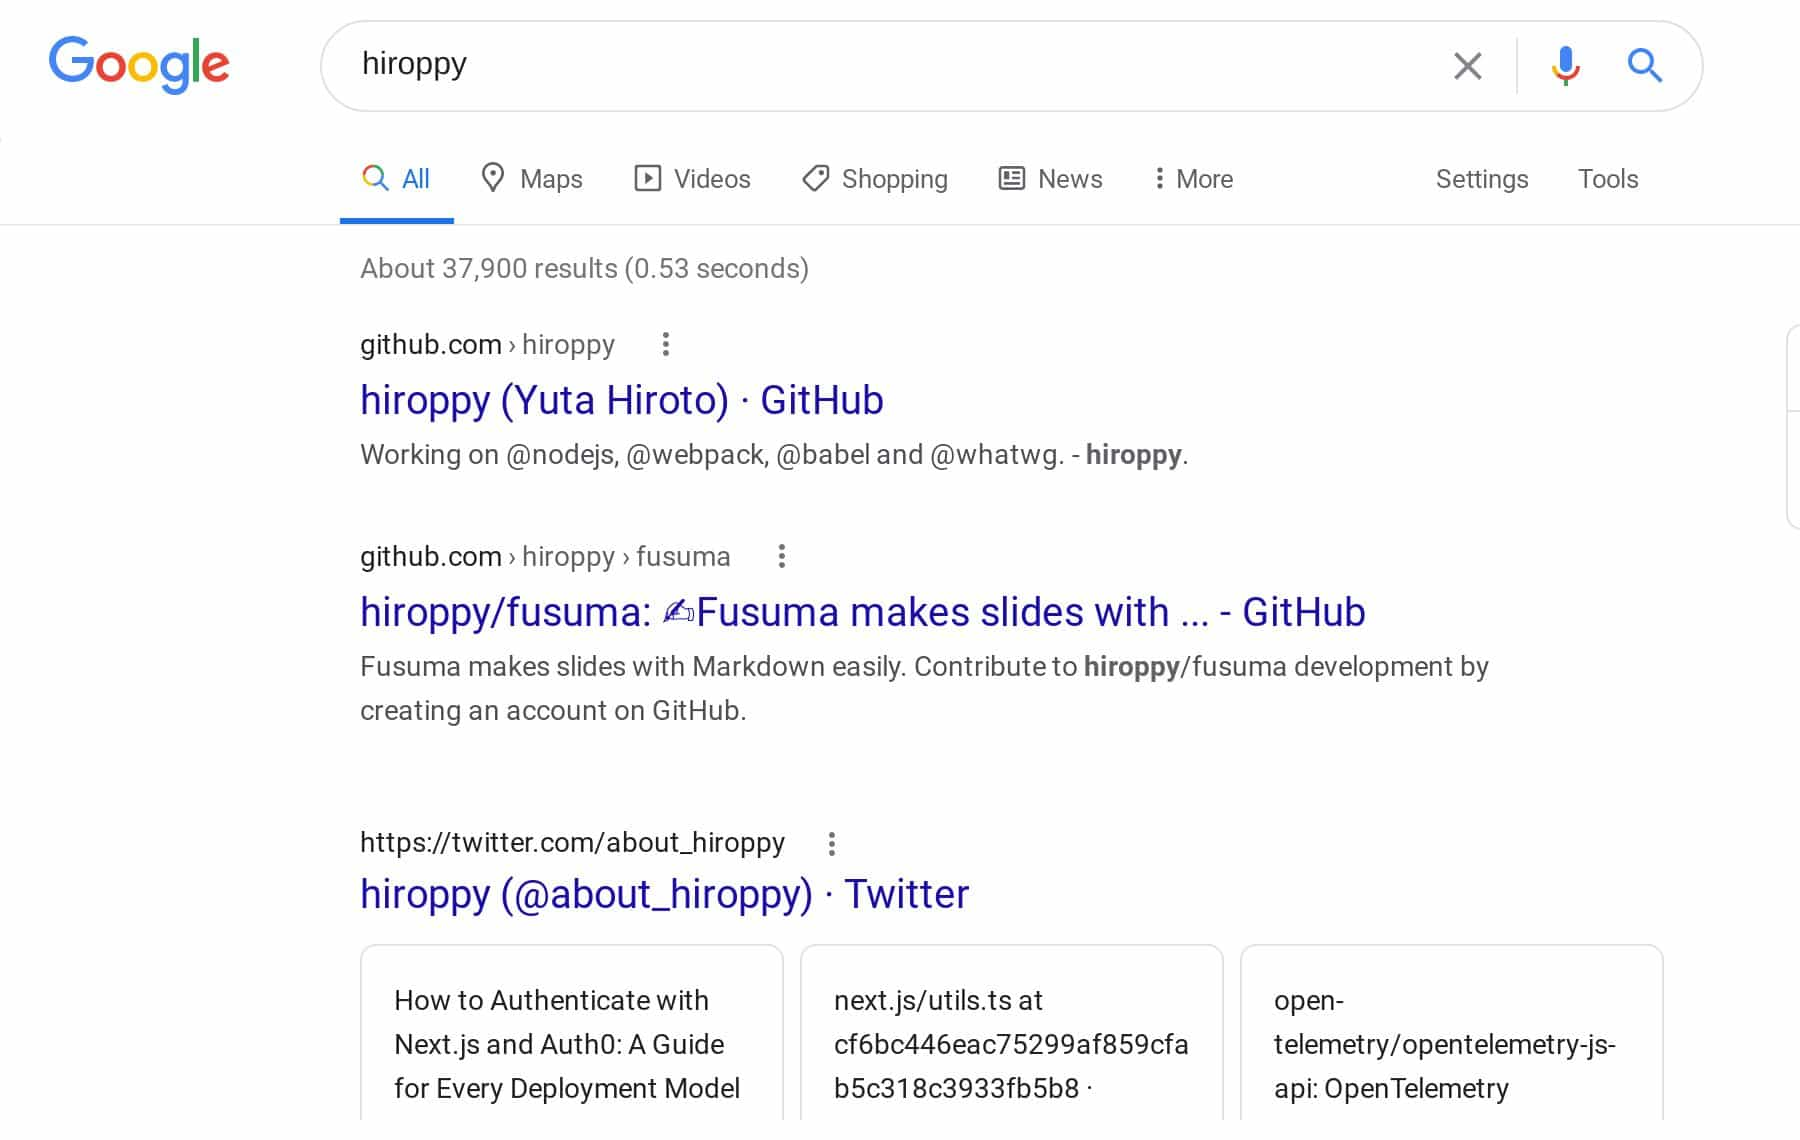 Google
hiroppy
All
Maps
Videos
Shopping
News
More
Settings
Tools
About 37,900 results (0.53 seconds)
github.com › hiroppy
hiroppy (Yuta Hiroto) · GitHub
Working on @nodejs, @webpack, @babel and @whatwg. - hiroppy.
github.com › hiroppy › fusuma
hiroppy/fusuma: ✍Fusuma makes slides with ... - GitHub
Fusuma makes slides with Markdown easily. Contribute to hiroppy/fusuma development by
creating an account on GitHub.
https://twitter.com/about_hiroppy
hiroppy (@about_hiroppy) · Twitter
How to Authenticate with
Next.js and Auth0: A Guide
for Every Deployment Model
next.js/utils.ts at
cf6bc446eac75299af859cfa
b5c318c3933fb5b8 ·
open-
telemetry/opentelemetry-js-
api: OpenTelemetry